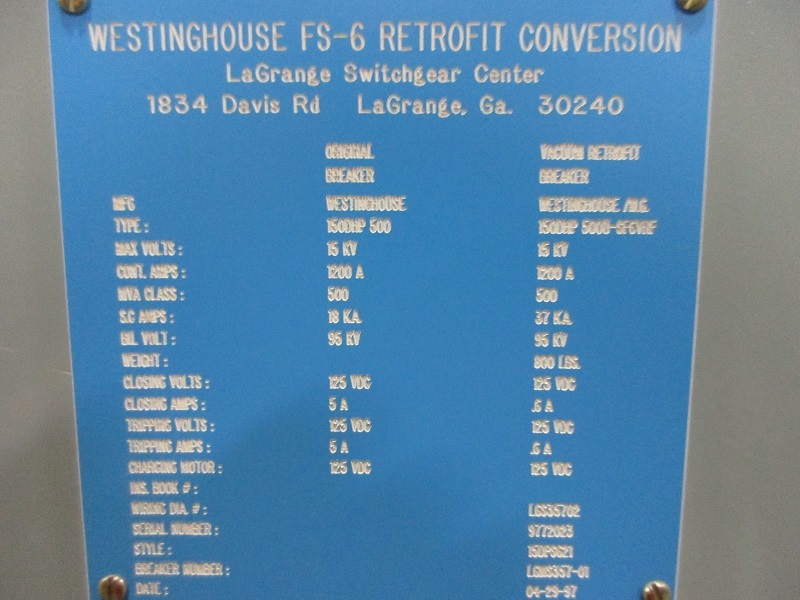 WESTINGHOUSE FS-6 RETROFIT CONVERSION
LaGrange Switchgear Center
1834 Davis Rd LaGrange, Ga. 30240
ORIGINAL VACUUM RETROFIT
BREAKER BREAKER
MFG WESTINGHOUSE WESTINGHOUSE
TYPE : 150DHP 500 150DHP
MAX VOLTS : 15 KV 15 KV
CONT. AMPS : 1200 A 1200 A
MVA CLASS : 500 500
S.C AMPS : 18 K.A. 37 K.A.
BIL VOLT : 95 KV 95 KV
WEIGHT : 800 LBS.
CLOSING VOLTS : 125 VDC 125 VDC
CLOSING AMPS : 5 A .6 A
TRIPPING VOLTS : 125 VDC 125 VDC
TRIPPING AMPS : 5 A .6 A
CHARGING MOTOR : 125 VDC 125 VDC
INS. BOOK # :
WIRING DIA. # : LGS35702
SERIAL NUMBER : 9772023
STYLE :
BREAKER NUMBER : LGMS357-01
DATE : 04-29-97